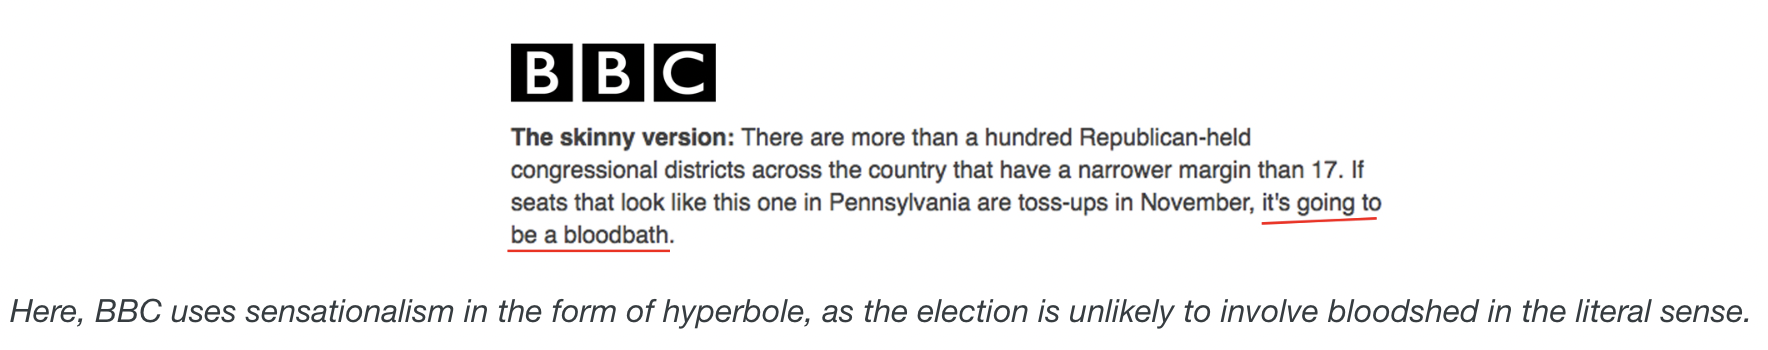 BBC
The skinny version: There are more than a hundred Republican-held
congressional districts across the country that have a narrower margin than 17. If
seats that look like this one in Pennsylvania are toss-ups in November, it's going to
be a bloodbath.
Here, BBC uses sensationalism in the form of hyperbole, as the election is unlikely to involve bloodshed in the literal sense.